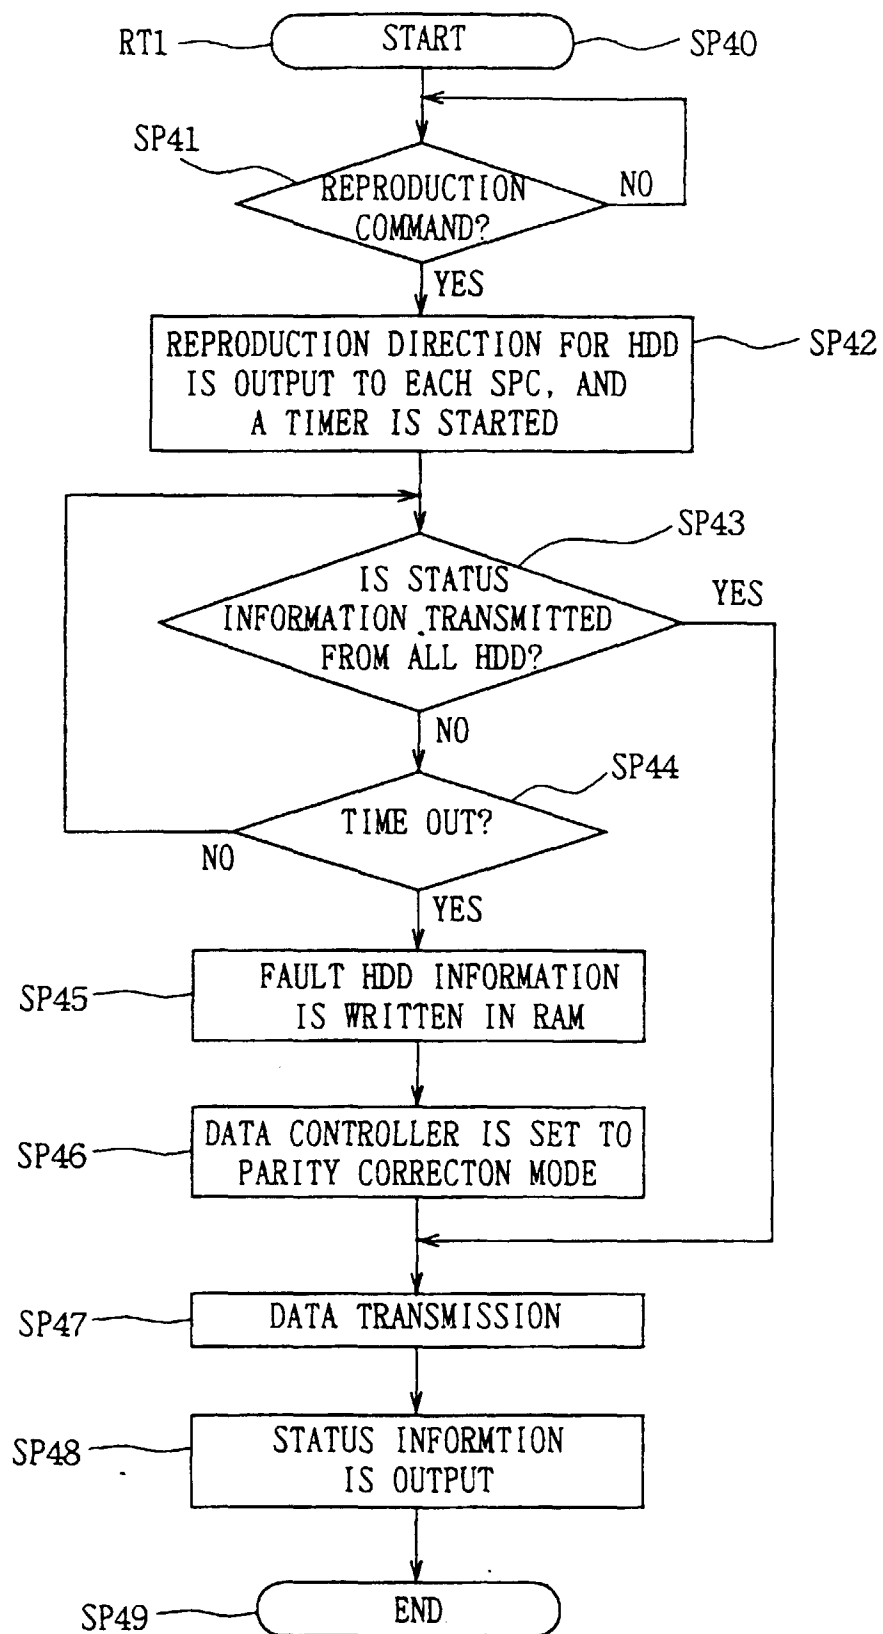 RT1
START
SP40
SP41
REPRODUCTION
COMMAND?
NO
YES
REPRODUCTION DIRECTION FOR HDD
IS OUTPUT TO EACH SPC, AND
A TIMER IS STARTED
SP42
SP43
IS STATUS
INFORMATION TRANSMITTED
FROM ALL HDD?
YES
NO
SP44
TIME OUT?
NO
YES
SP45
FAULT HDD INFORMATION
IS WRITTEN IN RAM
SP46
DATA CONTROLLER IS SET TO
PARITY CORRECTON MODE
SP47
DATA TRANSMISSION
SP48
STATUS INFORMTION
IS OUTPUT
SP49
END